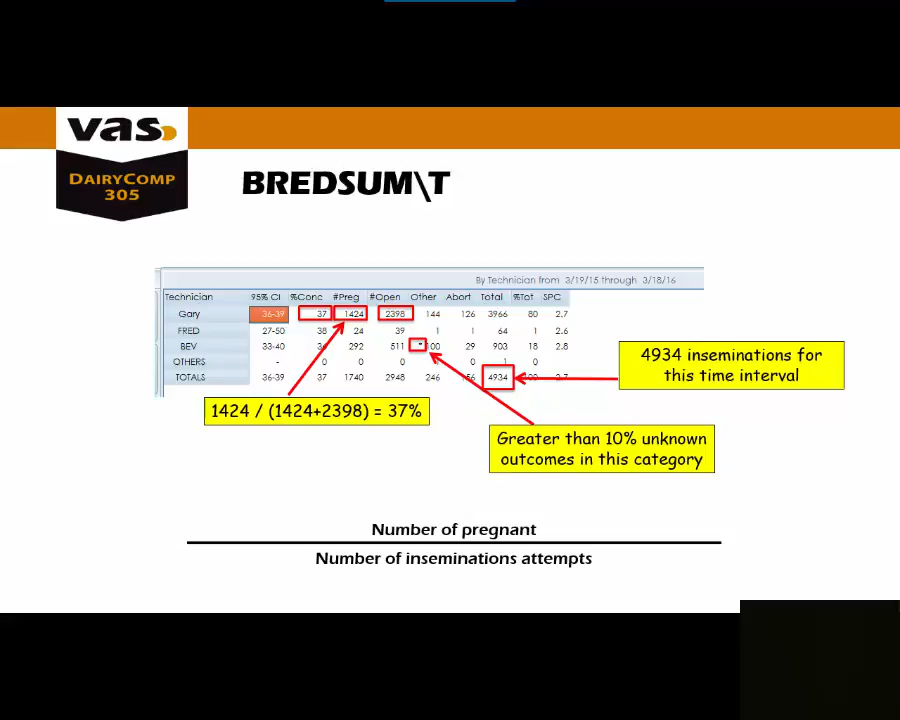 vas
DAIRYCOMP
305
BREDSUM\T
By Technician from 3/19/15 through 3/18/16
Technician 95% CI %Conc #Preg #Open Other Abort Total %Tot SPC
Gary 36-39 37 1424 2398 144 126 3966 80 2.7
FRED 27-50 38 24 39 1 1 64 1 2.6
BEV 33-40 292 511 *100 29 903 18 2.8
OTHERS - 0 0 0 0 1 0
TOTALS 36-39 37 1740 2948 246 4934 2.7
4934 inseminations for
this time interval
1424 / (1424+2398) = 37%
Greater than 10% unknown
outcomes in this category
Number of pregnant
Number of inseminations attempts